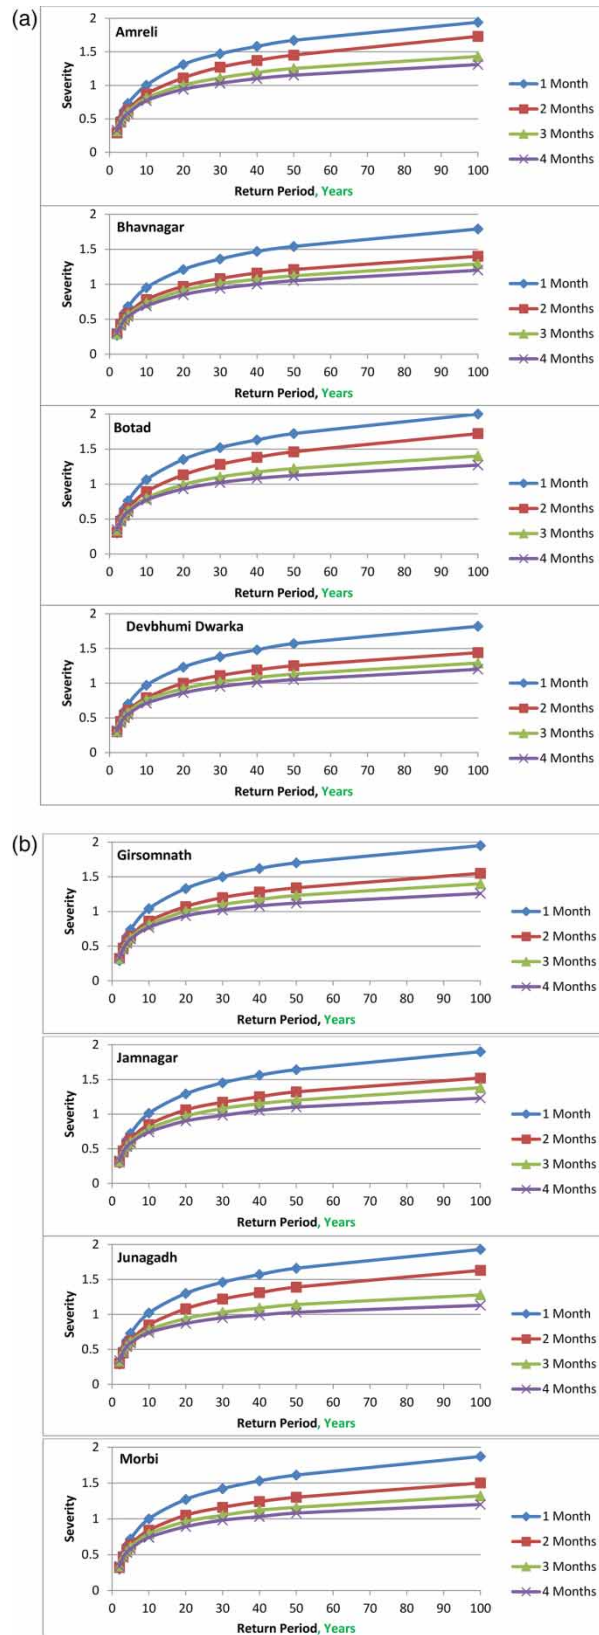 (a)
Amreli
2
1.5
1
0.5
0
Severity
0 10 20 30 40 50 60 70 80 90 100
Return Period, Years
1 Month
2 Months
3 Months
4 Months
Bhavnagar
2
1.5
1
0.5
0
Severity
0 10 20 30 40 50 60 70 80 90 100
Return Period, Years
1 Month
2 Months
3 Months
4 Months
Botad
2
1.5
1
0.5
0
Severity
0 10 20 30 40 50 60 70 80 90 100
Return Period, Years
1 Month
2 Months
3 Months
4 Months
Devbhumi Dwarka
2
1.5
1
0.5
0
Severity
0 10 20 30 40 50 60 70 80 90 100
Return Period, Years
1 Month
2 Months
3 Months
4 Months
(b)
Girsomnath
2
1.5
1
0.5
0
Severity
0 10 20 30 40 50 60 70 80 90 100
Return Period, Years
1 Month
2 Months
3 Months
4 Months
Jamnagar
2
1.5
1
0.5
0
Severity
0 10 20 30 40 50 60 70 80 90 100
Return Period, Years
1 Month
2 Months
3 Months
4 Months
Junagadh
2
1.5
1
0.5
0
Severity
0 10 20 30 40 50 60 70 80 90 100
Return Period, Years
1 Month
2 Months
3 Months
4 Months
Morbi
2
1.5
1
0.5
0
Severity
0 10 20 30 40 50 60 70 80 90 100
Return Period, Years
1 Month
2 Months
3 Months
4 Months